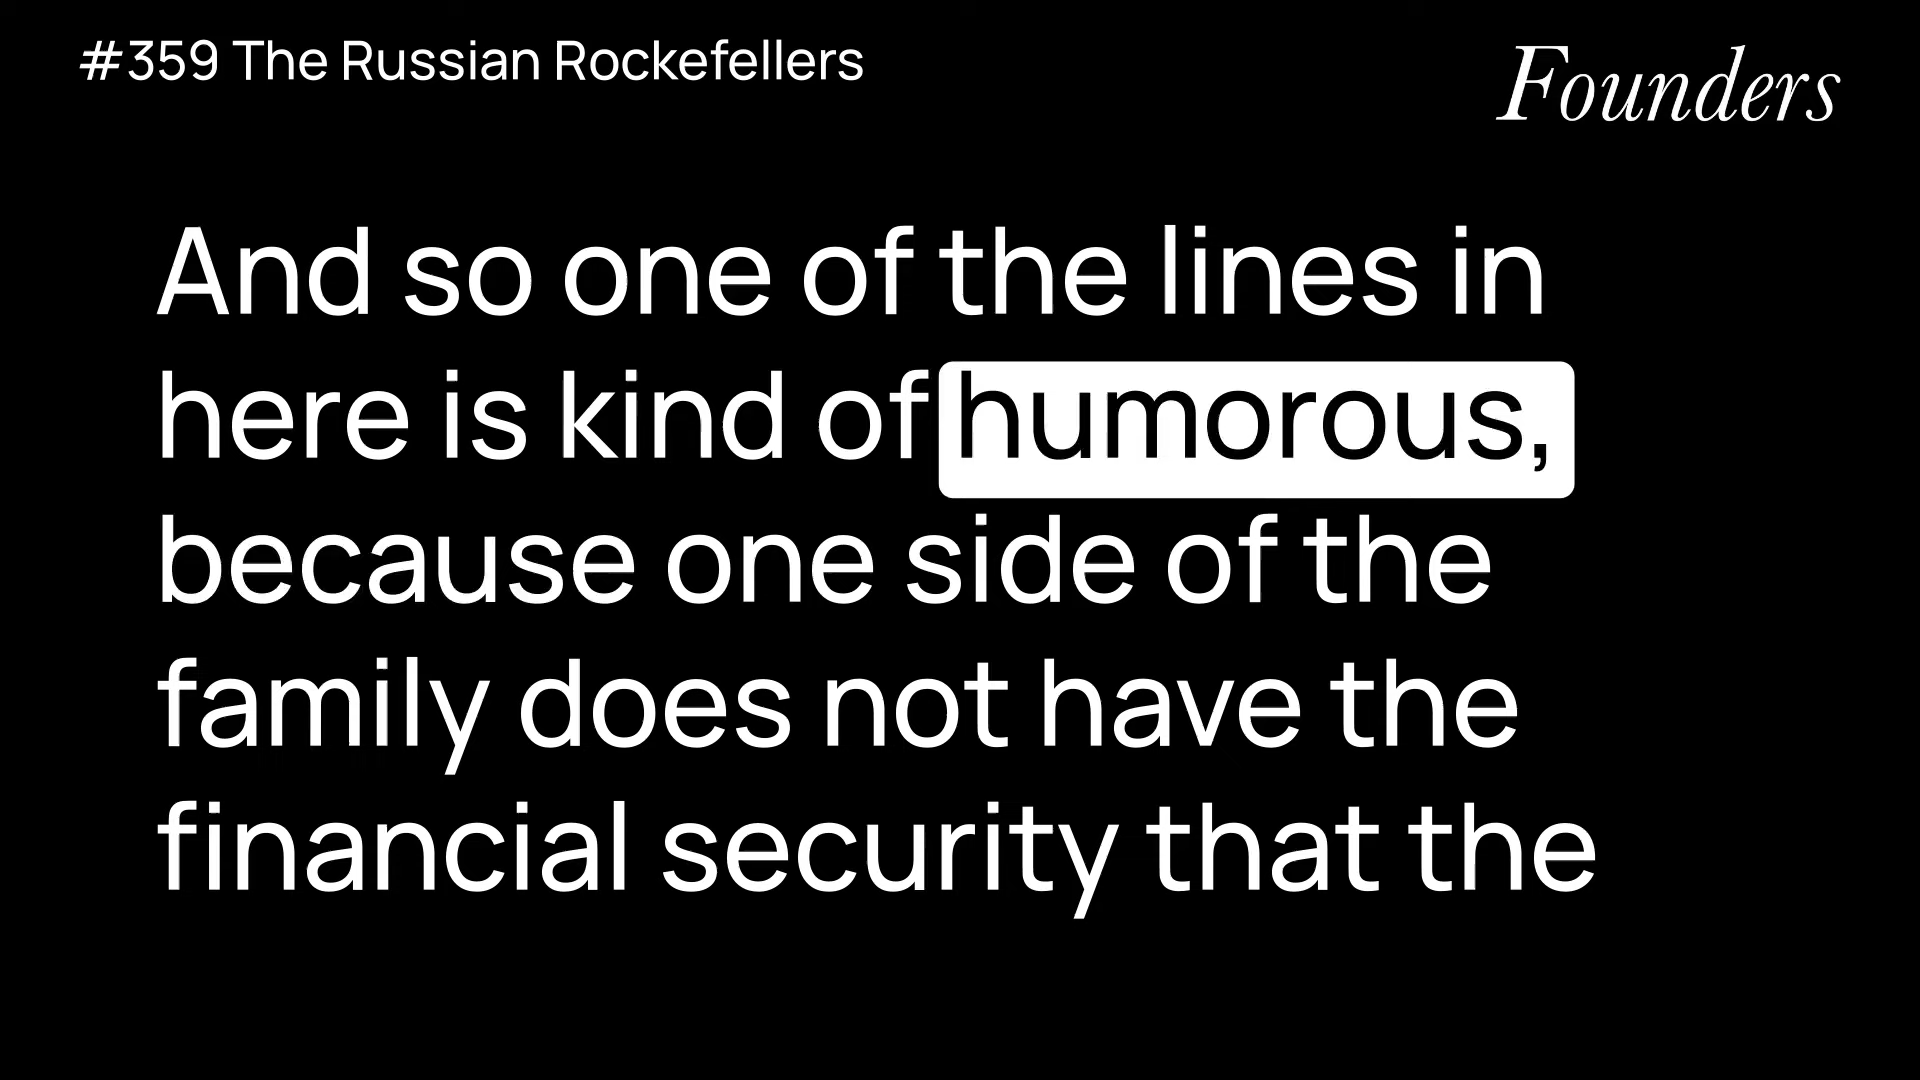 #359 The Russian Rockefellers
Founders
And so one of the lines in
here is kind of humorous,
because one side of the
family does not have the
financial security that the